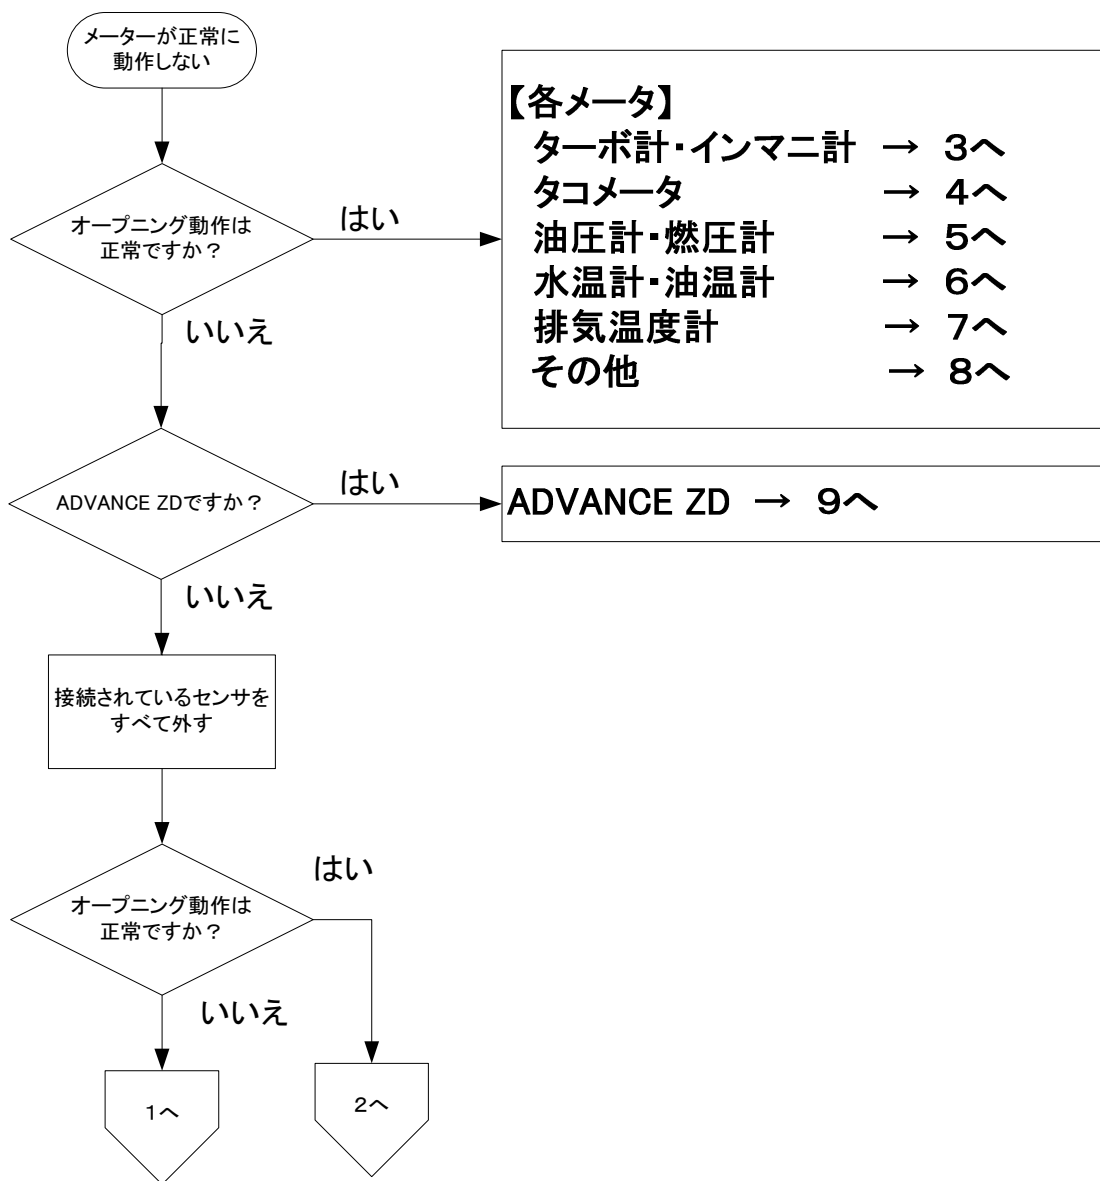 メーターが正常に
動作しない
オープニング動作は
正常ですか？
はい
いいえ
【各メータ】
ターボ計・インマニ計 → ３へ
タコメータ → ４へ
油圧計・燃圧計 → ５へ
水温計・油温計 → ６へ
排気温度計 → ７へ
その他 → ８へ
ADVANCE ZDですか？
はい
いいえ
ADVANCE ZD → ９へ
接続されているセンサを
すべて外す
オープニング動作は
正常ですか？
はい
いいえ
１へ
２へ